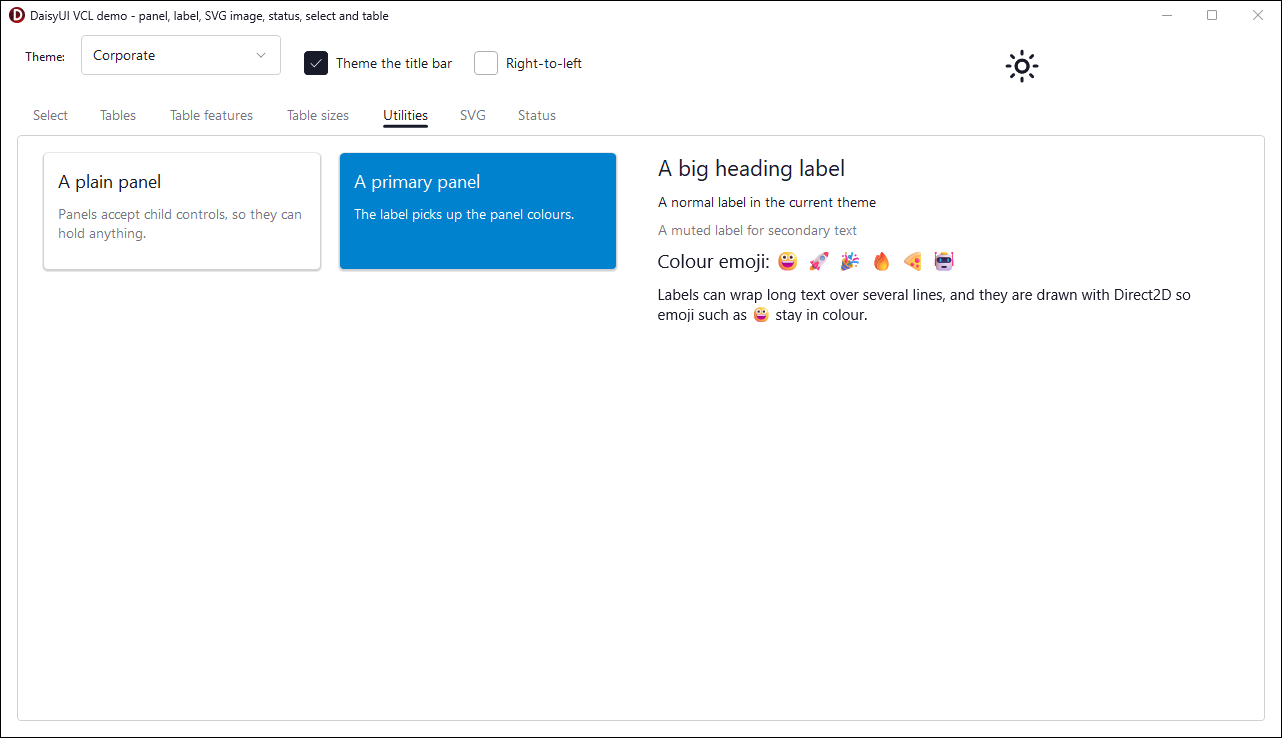 DaisyUI VCL demo - panel, label, SVG image, status, select and table
Theme:
Corporate
Theme the title bar
Right-to-left
Select
Tables
Table features
Table sizes
Utilities
SVG
Status
A plain panel
Panels accept child controls, so they can
hold anything.
A primary panel
The label picks up the panel colours.
A big heading label
A normal label in the current theme
A muted label for secondary text
Colour emoji: 😀 🚀 🎉 🔥 🍕 🤖
Labels can wrap long text over several lines, and they are drawn with Direct2D so
emoji such as 😀 stay in colour.